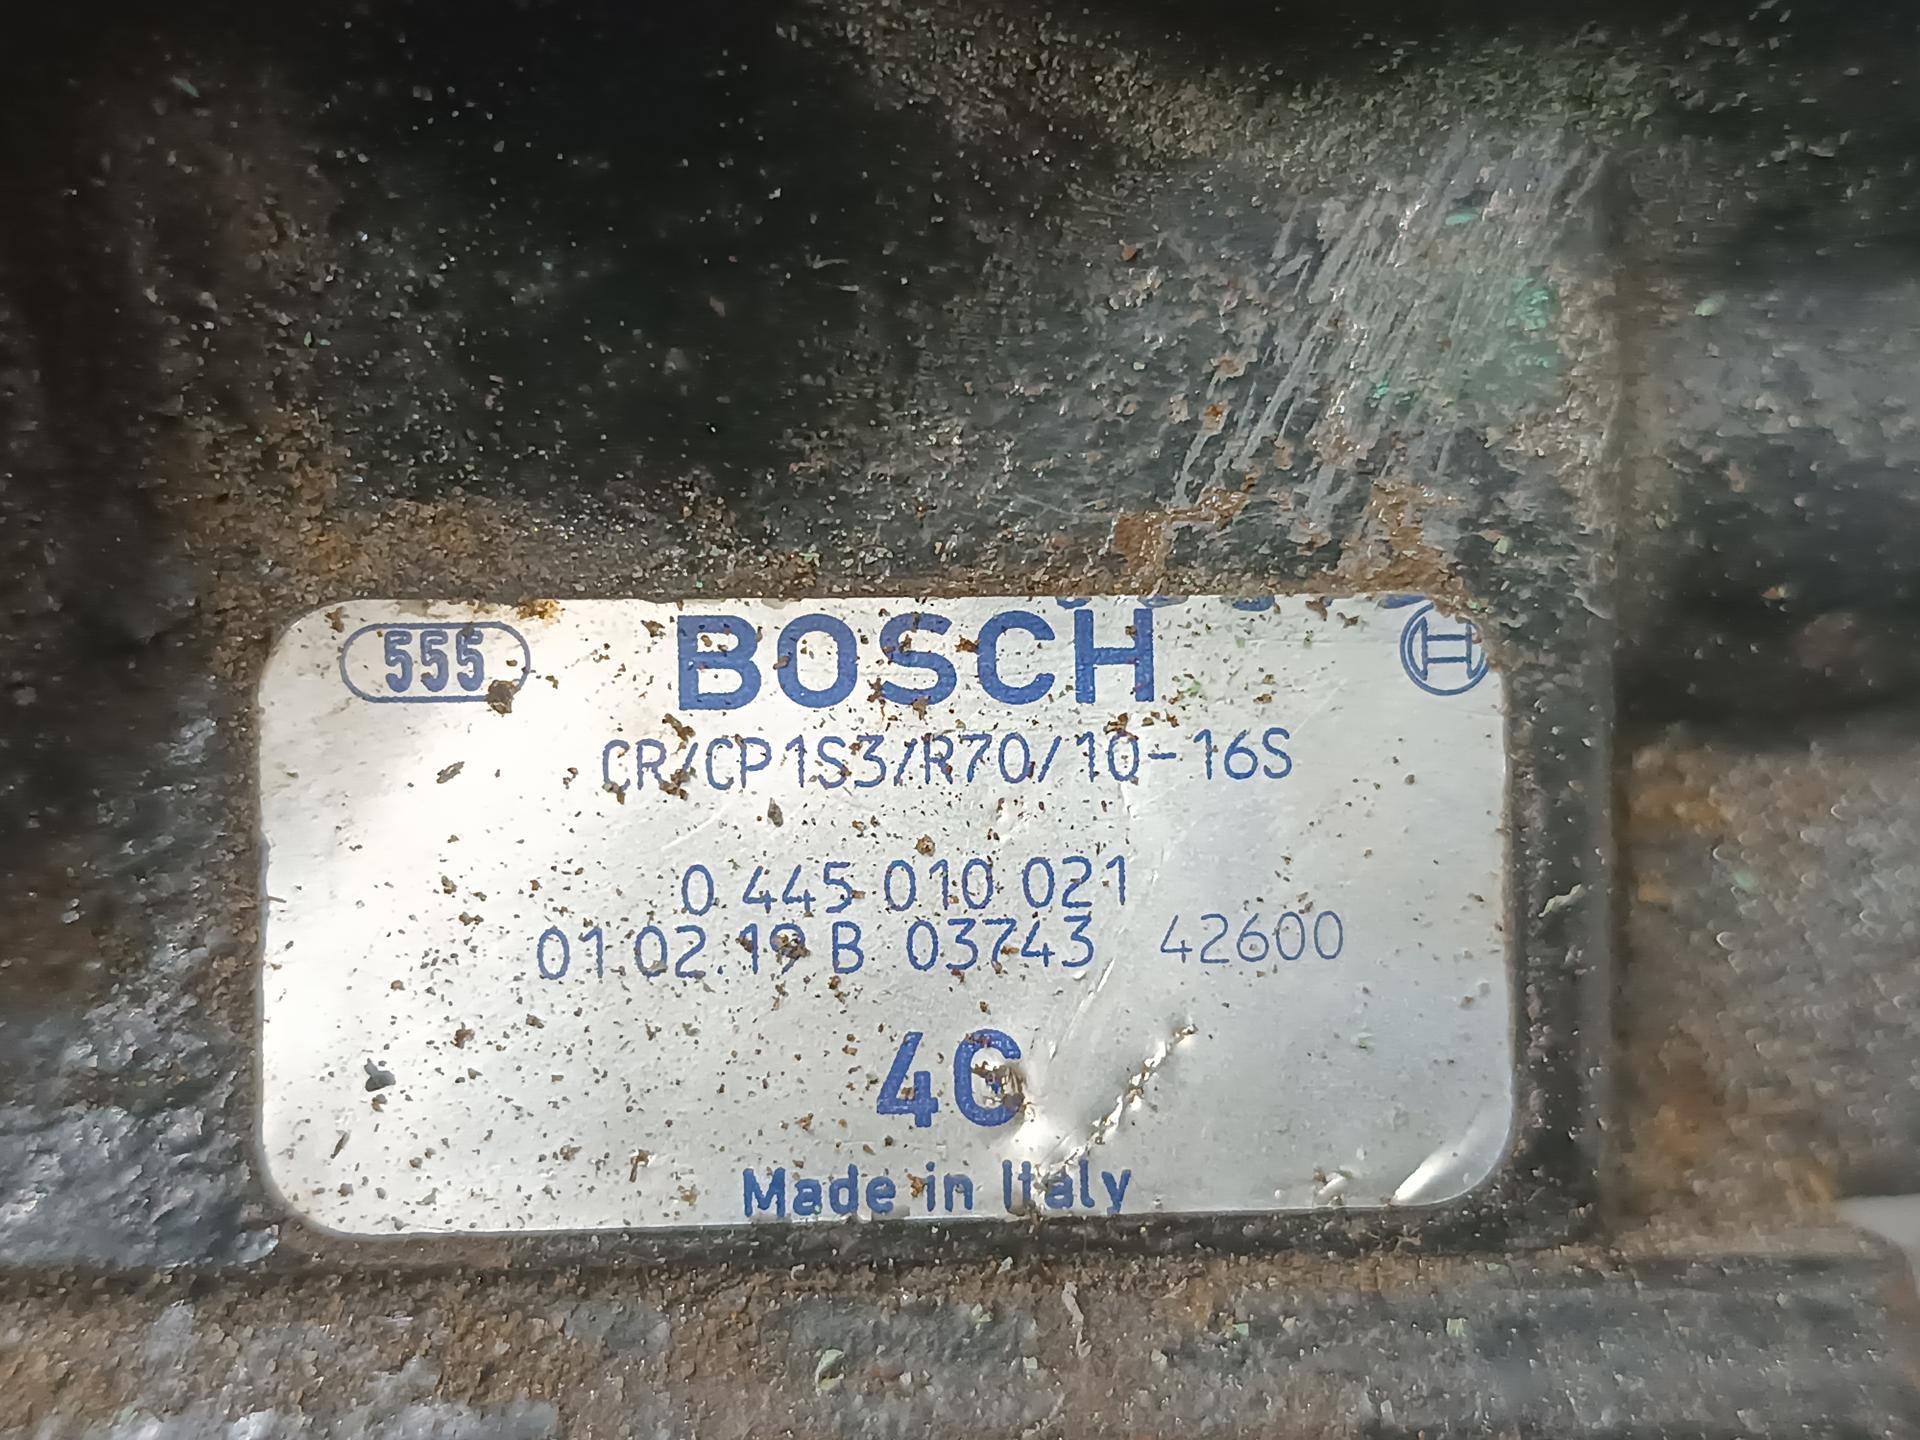 555 BOSCH
CR/CP1S3/R70/10-16S
0 445 010 021
01 02.19 B 03743 42600
Made in Italy